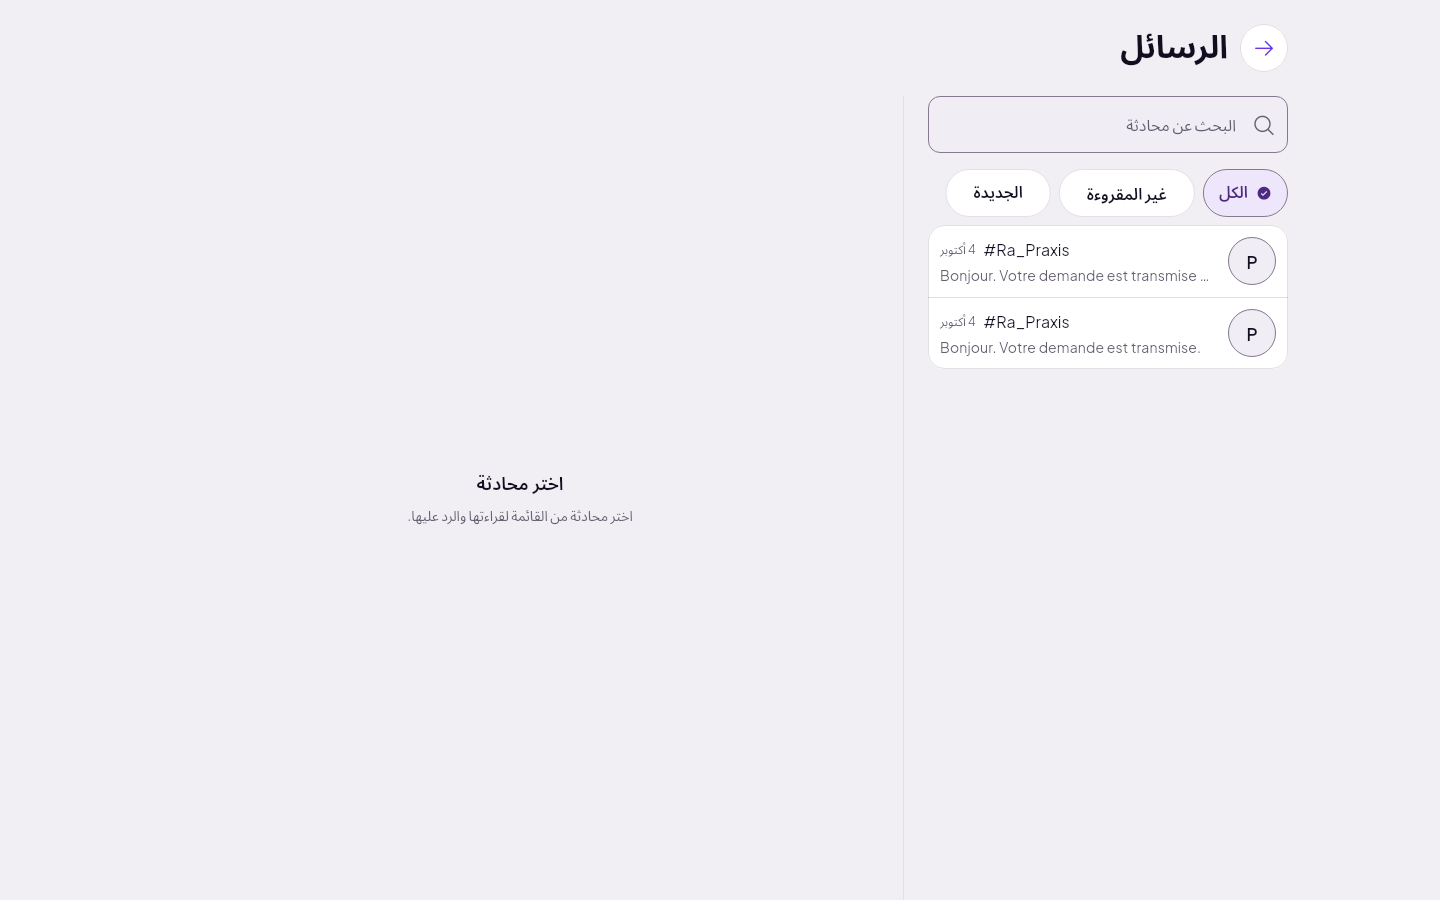 الرسائل
البحث عن محادثة
الكل
غير المقروءة
الجديدة
P
#Ra_Praxis 4 أكتوبر
Bonjour. Votre demande est transmise ...
P
#Ra_Praxis 4 أكتوبر
Bonjour. Votre demande est transmise.
اختر محادثة
اختر محادثة من القائمة لقراءتها والرد عليها.